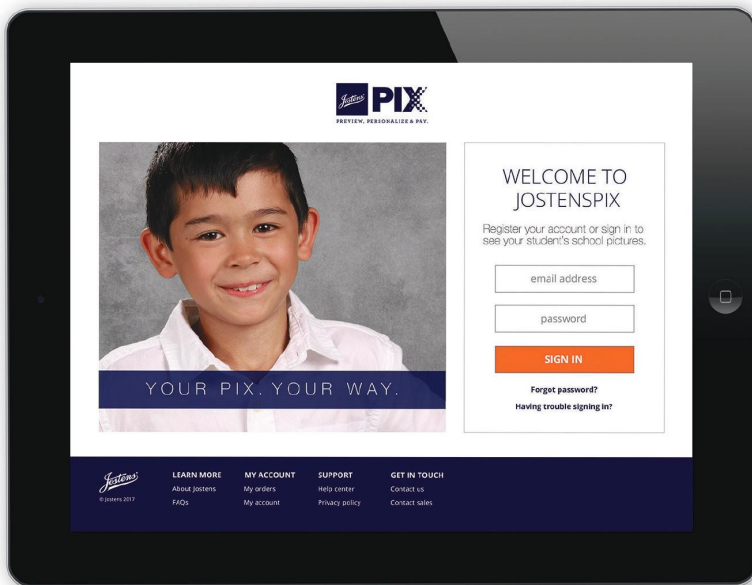 Jostens PIX
PREVIEW, PERSONALIZE & PAY.
YOUR PIX. YOUR WAY.
WELCOME TO
JOSTENSPIX
Register your account or sign in to
see your student's school pictures.
email address
password
SIGN IN
Forgot password?
Having trouble signing in?
Jostens
© Jostens 2017
LEARN MORE
About Jostens
FAQs
MY ACCOUNT
My orders
My account
SUPPORT
Help center
Privacy policy
GET IN TOUCH
Contact us
Contact sales